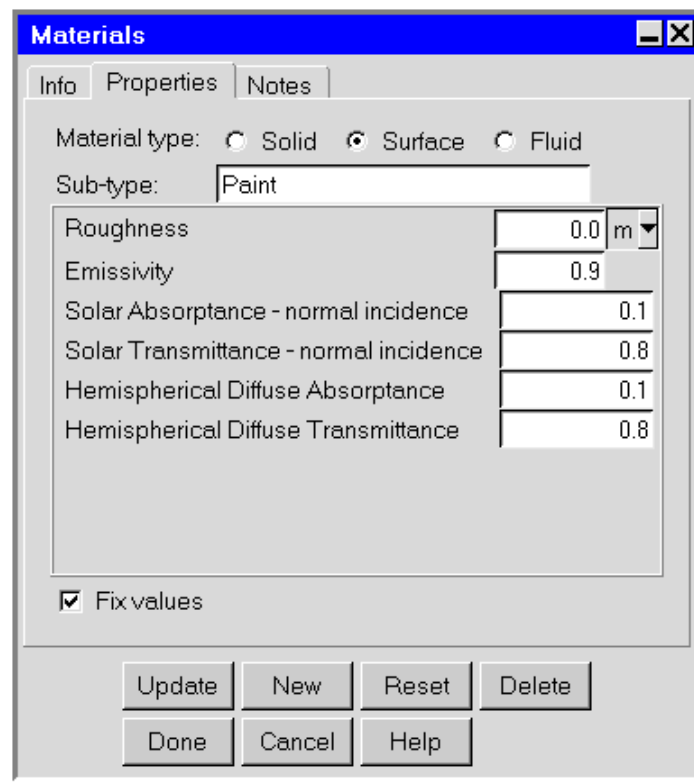 Materials
Info Properties Notes
Material type: Solid Surface Fluid
Sub-type: Paint
Roughness 0.0 m
Emissivity 0.9
Solar Absorptance - normal incidence 0.1
Solar Transmittance - normal incidence 0.8
Hemispherical Diffuse Absorptance 0.1
Hemispherical Diffuse Transmittance 0.8
Fix values
Update New Reset Delete
Done Cancel Help